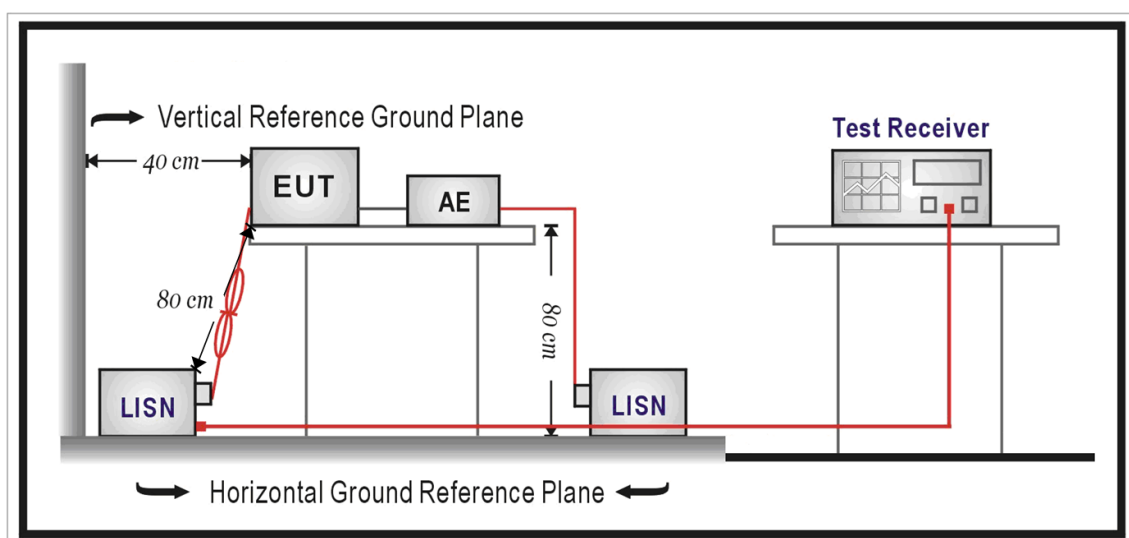 Vertical Reference Ground Plane
Test Receiver
40 cm
EUT
AE
80 cm
80 cm
LISN
LISN
Horizontal Ground Reference Plane